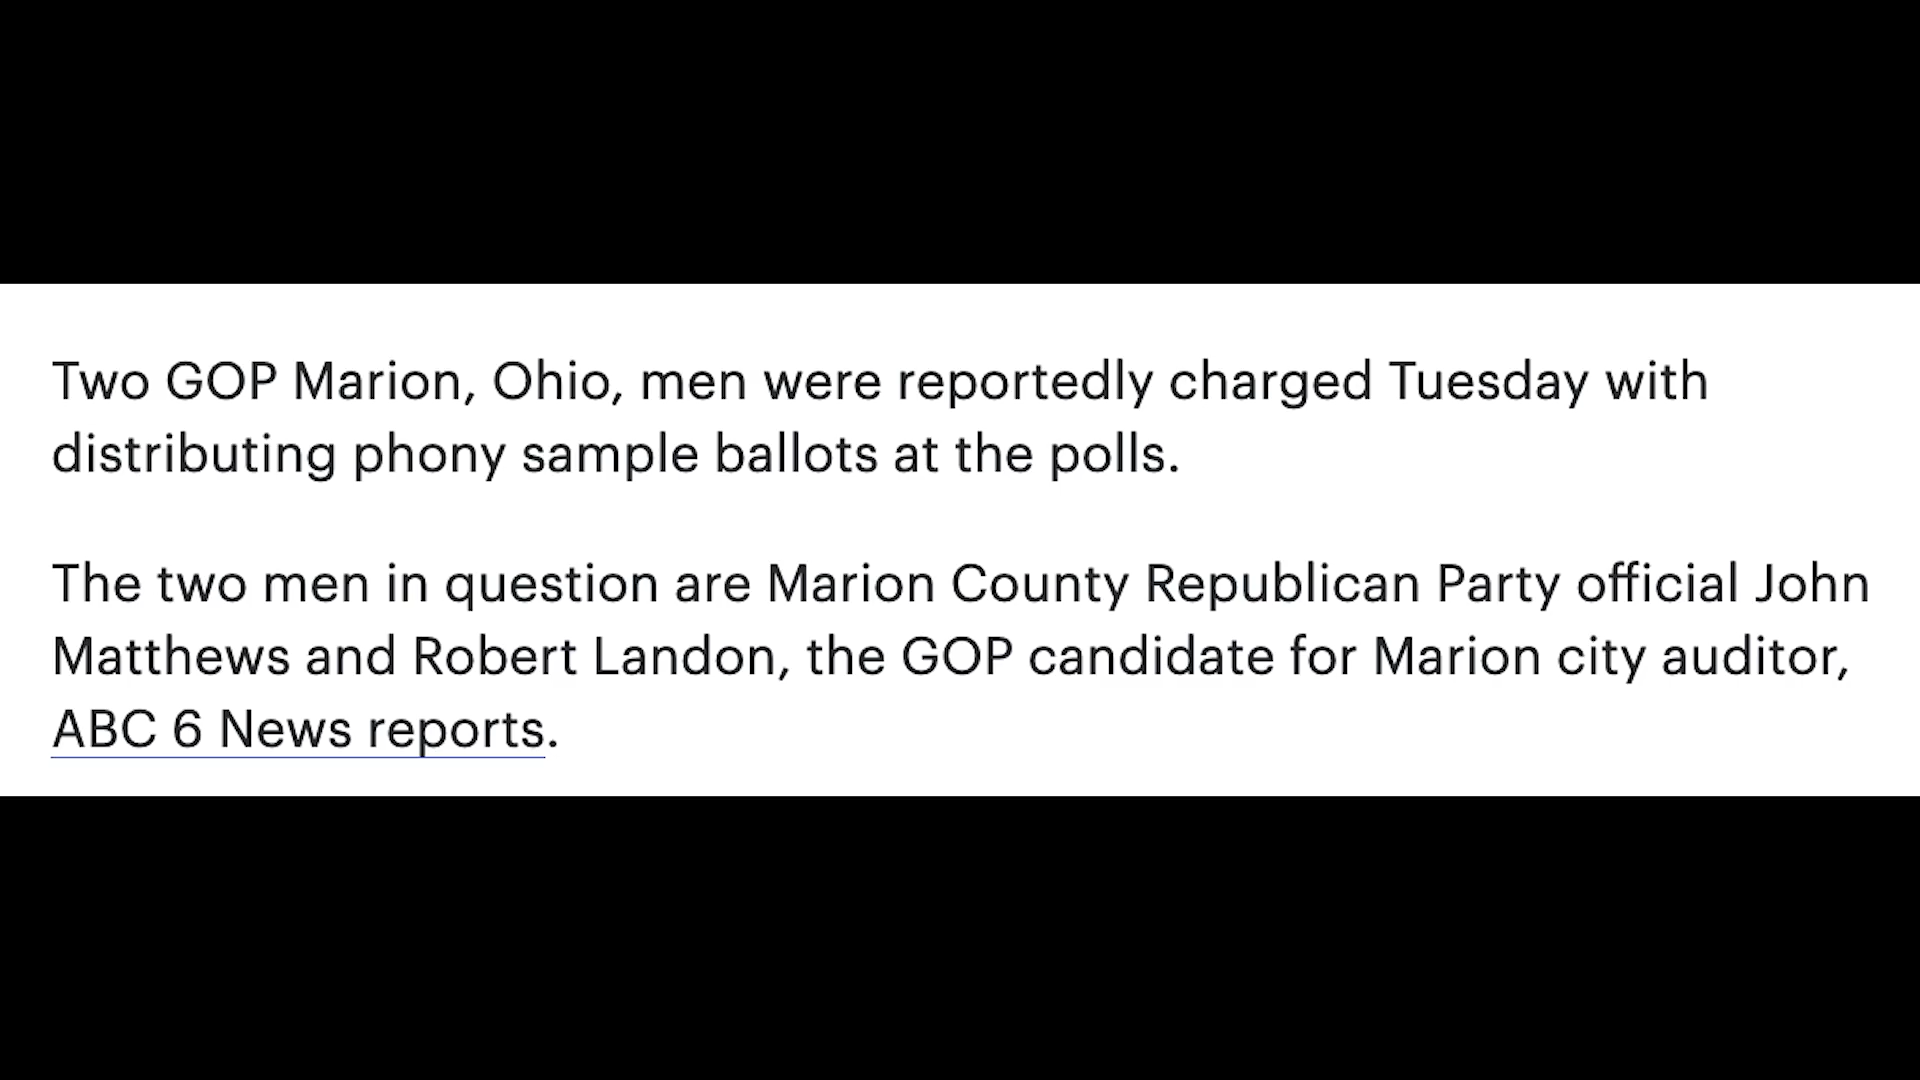 Two GOP Marion, Ohio, men were reportedly charged Tuesday with
distributing phony sample ballots at the polls.
The two men in question are Marion County Republican Party official John
Matthews and Robert Landon, the GOP candidate for Marion city auditor,
ABC 6 News reports.